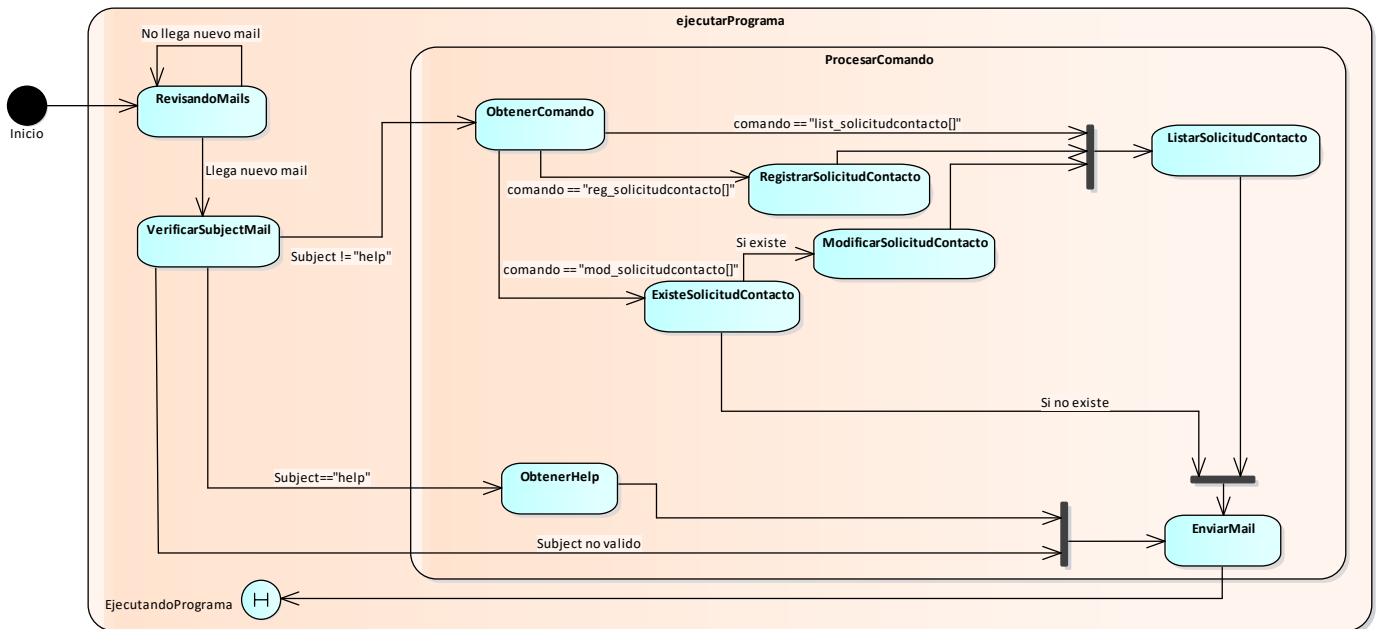 ejecutarPrograma
No llega nuevo mail
ProcesarComando
RevisandoMails
Inicio
ObtenerComando
comando =="list_solicitudcontacto[]"
ListarSolicitudContacto
Llega nuevo mail
RegistrarSolicitudContacto
comando =="reg_solicitudcontacto[]"
VerificarSubjectMail
Subject !="help"
Si existe
ModificarSolicitudContacto
comando =="mod_solicitudcontacto[]"
ExisteSolicitudContacto
Si no existe
Subject=="help"
ObtenerHelp
EnviarMail
Subject no valido
EjecutandoPrograma
H